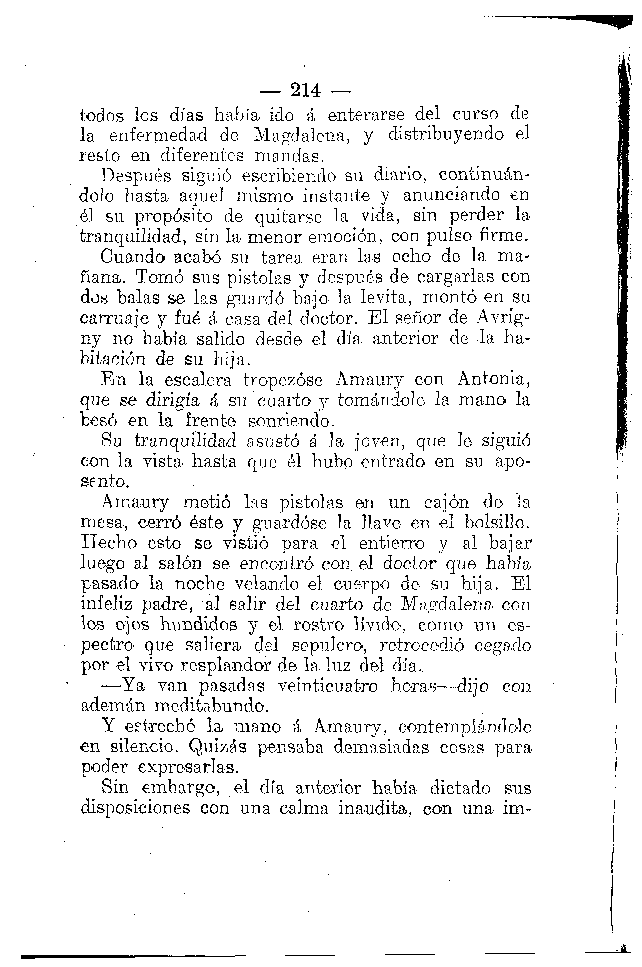 — 214 —
todos los días había ido á enterarse del curso de
la enfermedad de Magdalena, y distribuyendo el
resto en diferentes mandas.
Después siguió escribiendo su diario, continuán-
dolo hasta aquel mismo instante y anunciando en
él su propósito de quitarse la vida, sin perder la
tranquilidad, sin la menor emoción, con pulso firme.
Cuando acabó su tarea eran las ocho de la ma-
ñana. Tomó sus pistolas y después de cargarlas con
dos balas se las guardó bajo la levita, montó en su
carruaje y fué á casa del doctor. El señor de Avrig-
ny no había salido desde el día anterior de la ha-
bitación de su hija.
En la escalera tropezóse Amaury con Antonia,
que se dirigía á su cuarto y tomándole la mano la
besó en la frente sonriendo.
Su tranquilidad asustó á la joven, que le siguió
con la vista hasta que él hubo entrado en su apo-
sento.
Amaury metió las pistolas en un cajón de la
mesa, cerró éste y guardóse la llave en el bolsillo.
Hecho esto se vistió para el entierro y al bajar
luego al salón se encontró con el doctor que había
pasado la noche velando el cuerpo de su hija. El
infeliz padre, al salir del cuarto de Magdalena con
los ojos hundidos y el rostro lívido, como un es-
pectro que saliera del sepulcro, retrocedió cegado
por el vivo resplandor de la luz del día.
—Ya van pasadas veinticuatro horas—dijo con
ademán meditabundo.
Y estrechó la mano á Amaury, contemplándole
en silencio. Quizás pensaba demasiadas cosas para
poder expresarlas.
Sin embargo, el día anterior había dictado sus
disposiciones con una calma inaudita, con una im-